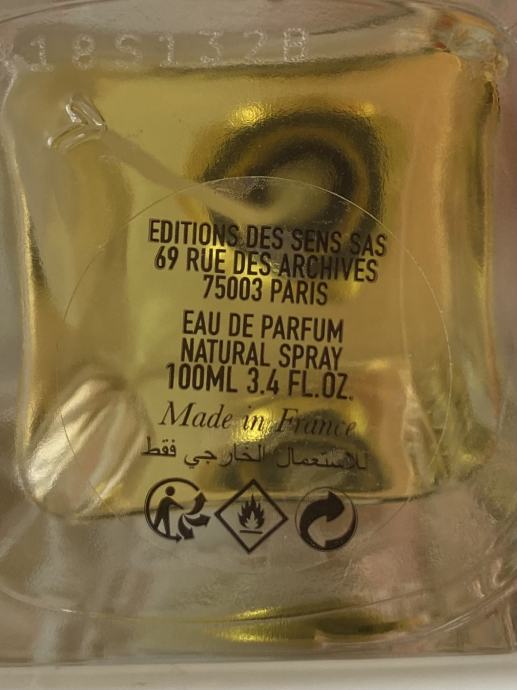 18S132B
EDITIONS DES SENS SAS
69 RUE DES ARCHIVES
75003 PARIS
EAU DE PARFUM
NATURAL SPRAY
100ML 3.4 FL.OZ.
Made in France
للاستعمال الخارجي فقط